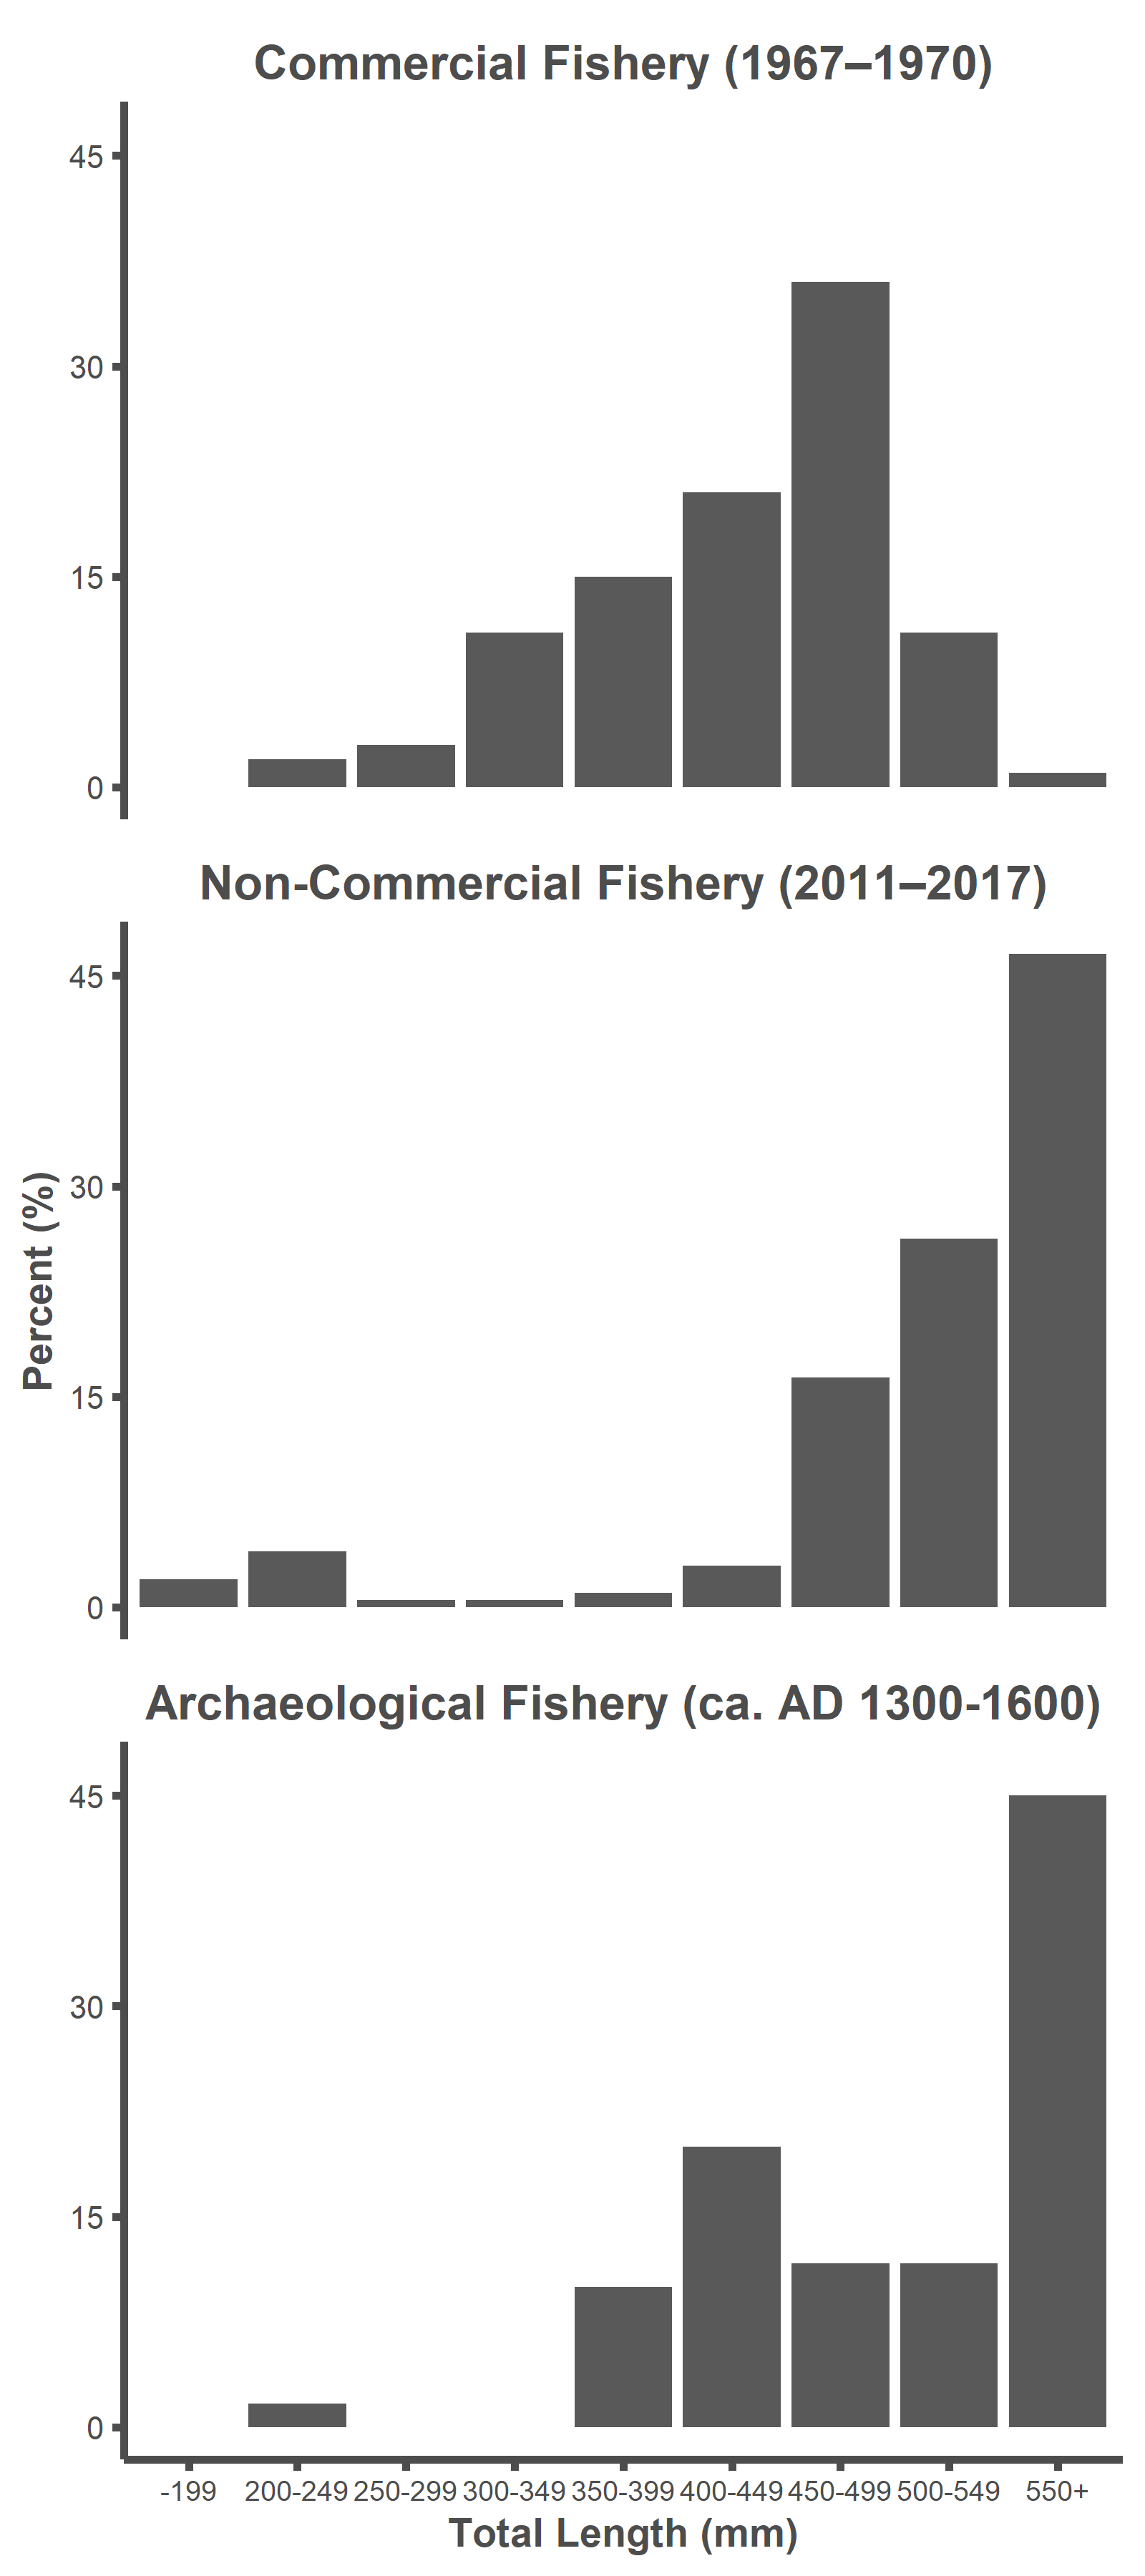 Commercial Fishery (1967–1970)
45
30
15
0
Non-Commercial Fishery (2011–2017)
45
30
15
0
Percent (%)
Archaeological Fishery (ca. AD 1300-1600)
45
30
15
0
-199 200-249 250-299 300-349 350-399 400-449 450-499 500-549 550+
Total Length (mm)